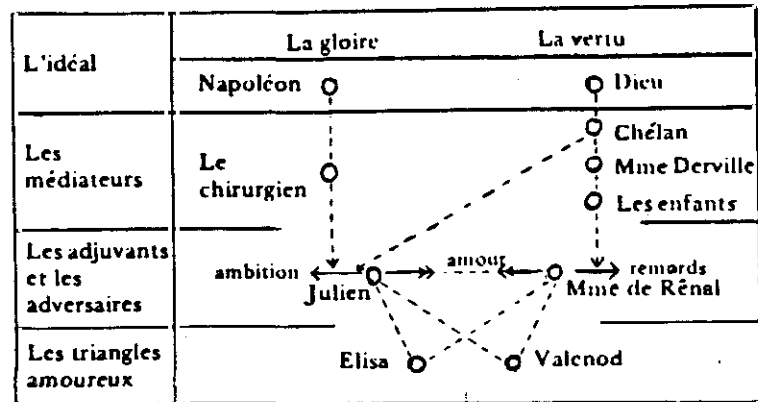 La gloire La vertu
L'idéal
Napoléon Dieu
Chélan
Les médiateurs
Le chirurgien
Mme Derville
Les enfants
Les adjuvants et les adversaires
ambition amour remords
Julien Mme de Rênal
Les triangles amoureux
Elisa Valenod